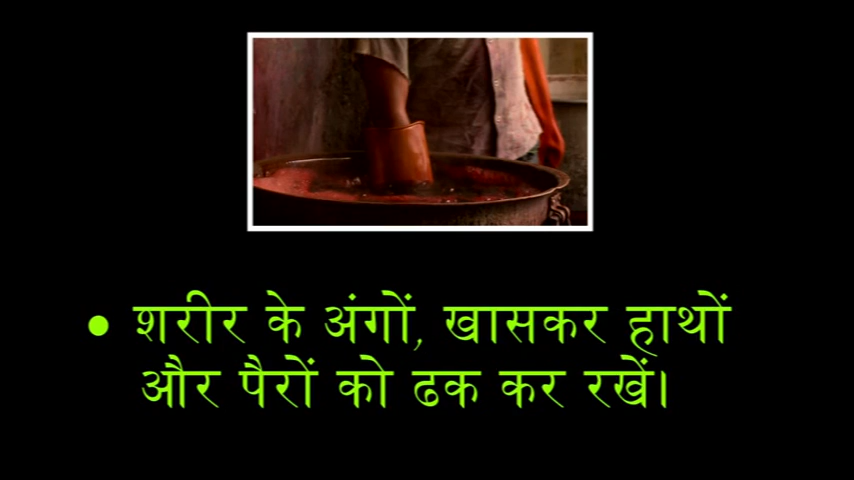 • शरीर के अंगों, खासकर हाथों
और पैरों को ढक कर रखें।